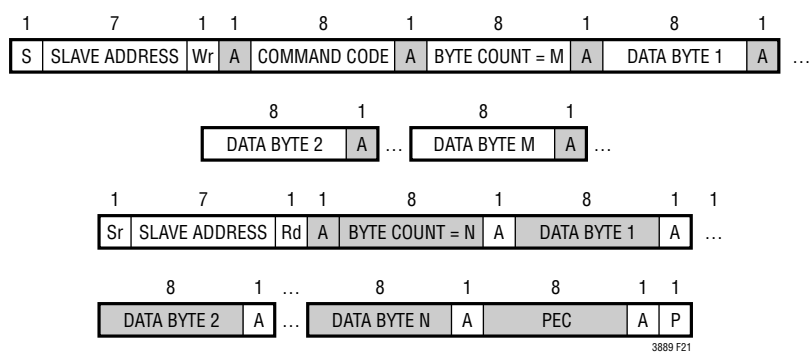 1 7 1 1 8 1 8 1 8 1
S SLAVE ADDRESS Wr A COMMAND CODE A BYTE COUNT = M A DATA BYTE 1 A …
8 1 8 1
DATA BYTE 2 A … DATA BYTE M A …
1 7 1 1 8 1 8 1 1
Sr SLAVE ADDRESS Rd A BYTE COUNT = N A DATA BYTE 1 A …
8 1 … 8 1 8 1 1
DATA BYTE 2 A … DATA BYTE N A PEC A P
3889 F21